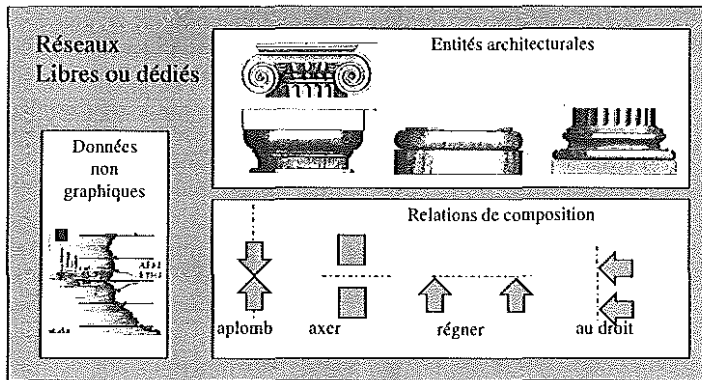 Réseaux
Libres ou dédiés
Entités architecturales
Données
non
graphiques
Relations de composition
aplomb
axer
régner
au droit